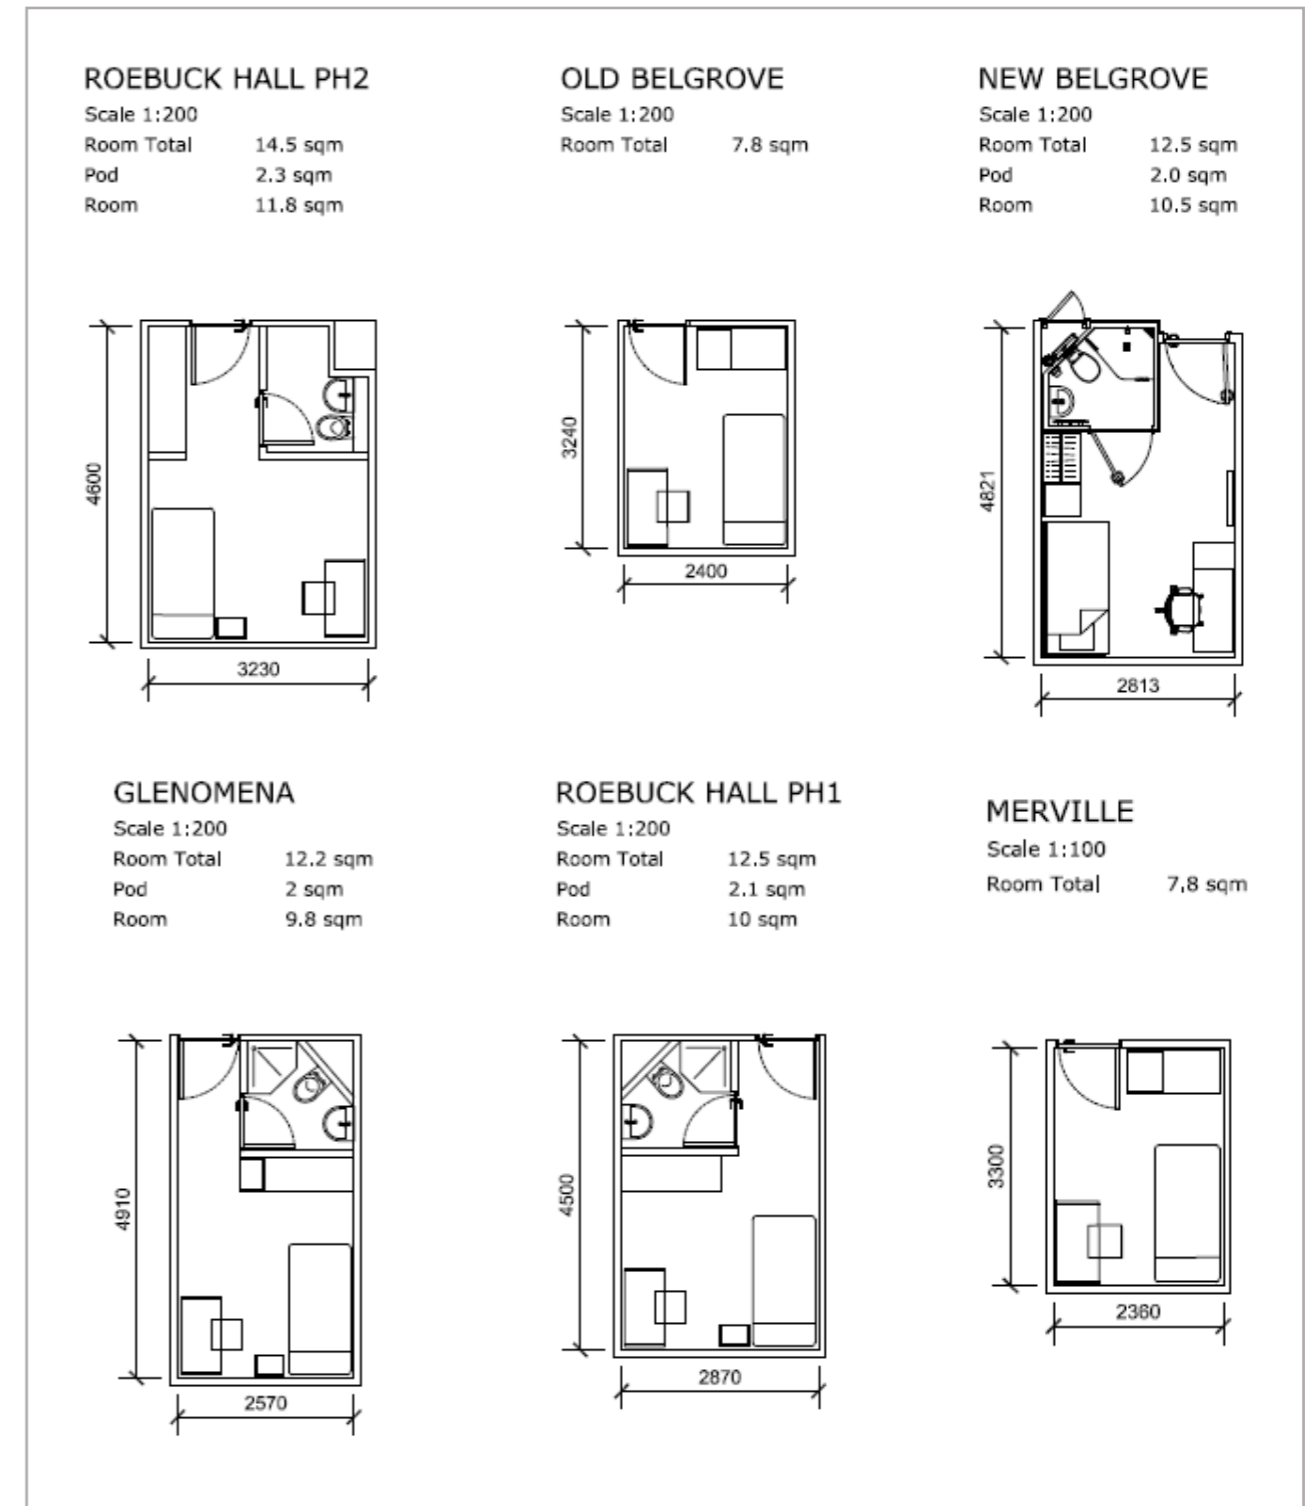 ROEBUCK HALL PH2
Scale 1:200
Room Total 14.5 sqm
Pod 2.3 sqm
Room 11.8 sqm
4600
3230
OLD BELGROVE
Scale 1:200
Room Total 7.8 sqm
3240
2400
NEW BELGROVE
Scale 1:200
Room Total 12.5 sqm
Pod 2.0 sqm
Room 10.5 sqm
4821
2813
GLENOMENA
Scale 1:200
Room Total 12.2 sqm
Pod 2 sqm
Room 9.8 sqm
4910
2570
ROEBUCK HALL PH1
Scale 1:200
Room Total 12.5 sqm
Pod 2.1 sqm
Room 10 sqm
4500
2870
MERVILLE
Scale 1:100
Room Total 7.8 sqm
3300
2360